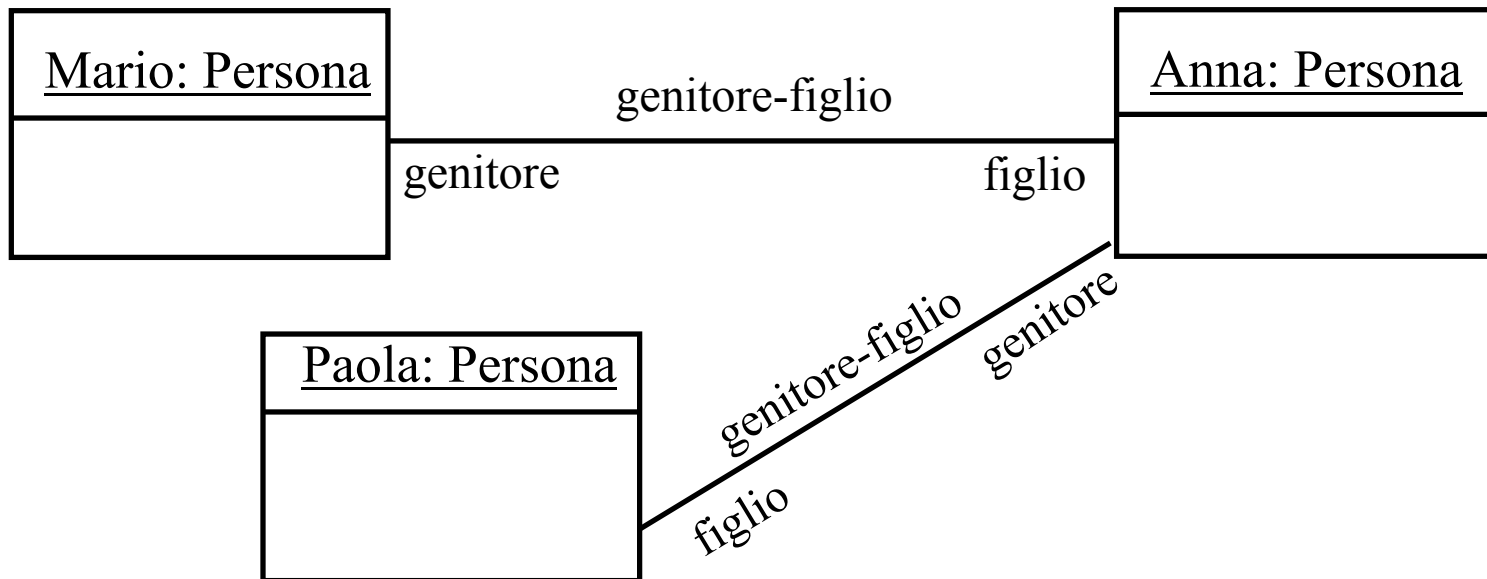 Mario: Persona
Anna: Persona
genitore-figlio
genitore
figlio
Paola: Persona
genitore-figlio
genitore
figlio